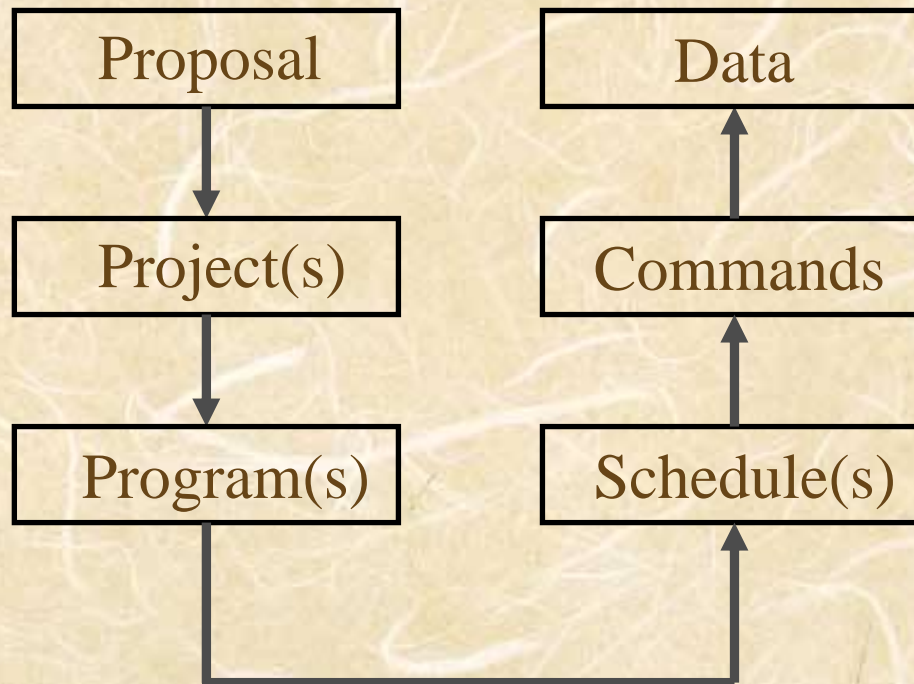 Proposal
Project(s)
Program(s)
Schedule(s)
Commands
Data